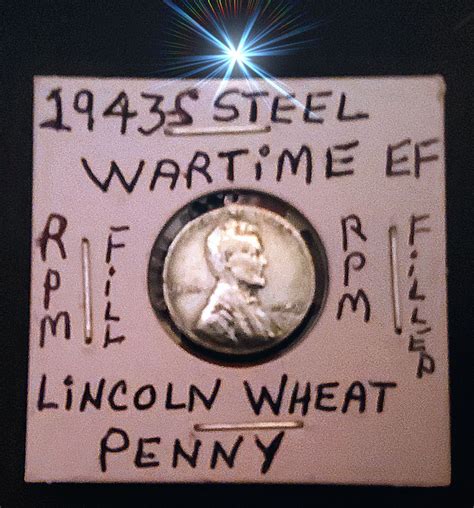 1943S STEEL
WARTIME EF
RPM
FILL
RPM
FILLED
LINCOLN WHEAT
PENNY